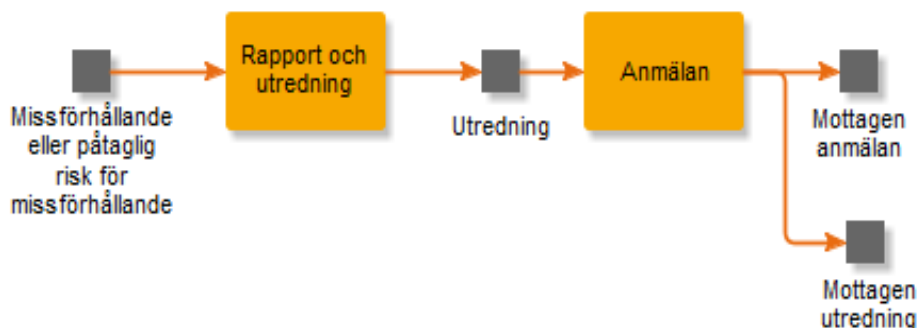 Rapport och
utredning
Anmälan
Missförhållande
eller påtaglig
risk för
missförhållande
Utredning
Mottagen
anmälan
Mottagen
utredning